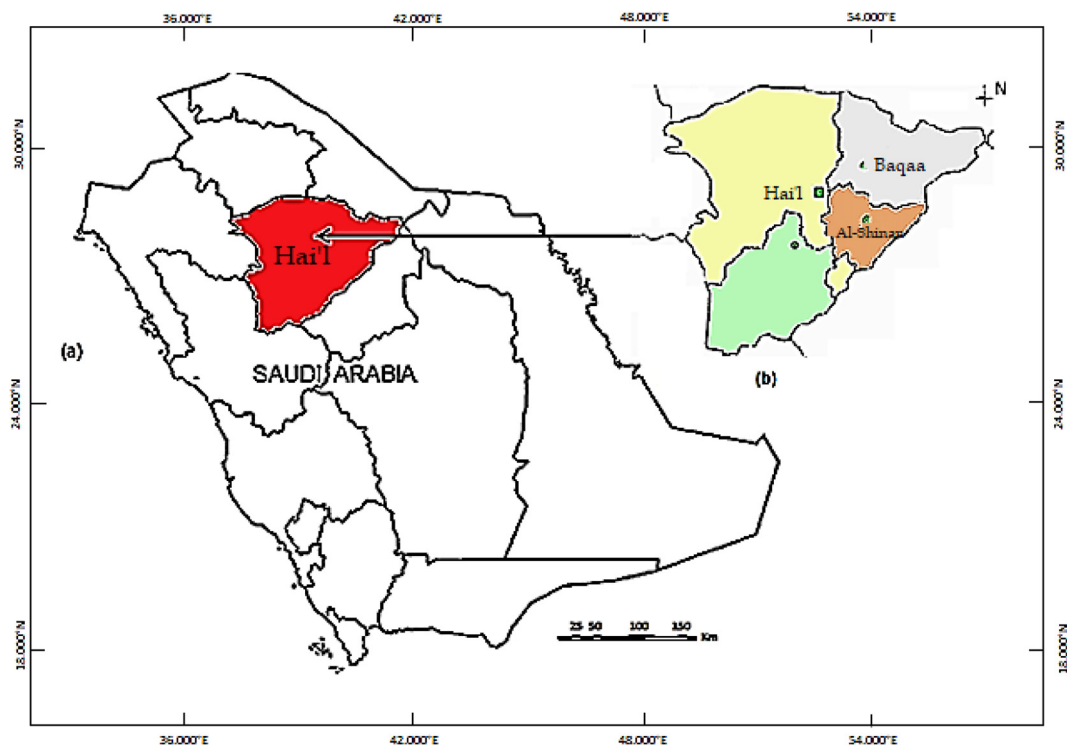 36.000°E 42.000°E 48.000°E 54.000°E
N
30.000°N 30.000°N
Baqaa
Hai'l
Al-Shinan
Hai'l
(a)
SAUDI ARABIA
(b)
24.000°N 24.000°N
25 50 100 150
Km
18.000°N 18.000°N
36.000°E 42.000°E 48.000°E 54.000°E